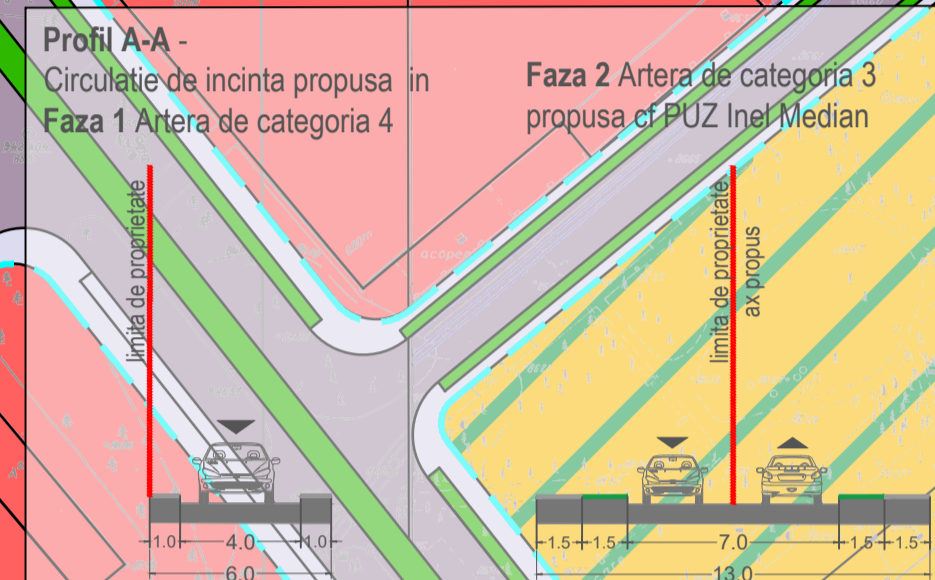 Profil A-A -
Circulatie de incinta propusa in
Faza 1 Artera de categoria 4
Faza 2 Artera de categoria 3
propusa cf PUZ Inel Median
limita de proprietate
limita de proprietate
ax propus
1.0 4.0 1.0
6.0
1.5 1.5 7.0 1.5 1.5
13.0